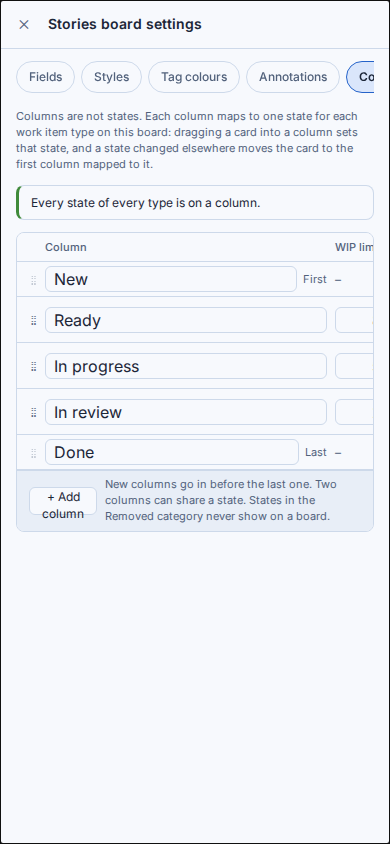 Stories board settings
Fields
Styles
Tag colours
Annotations
Co
Columns are not states. Each column maps to one state for each
work item type on this board: dragging a card into a column sets
that state, and a state changed elsewhere moves the card to the
first column mapped to it.
Every state of every type is on a column.
Column
WIP lim
New
First –
Ready
In progress
In review
Done
Last –
+ Add
column
New columns go in before the last one. Two
columns can share a state. States in the
Removed category never show on a board.